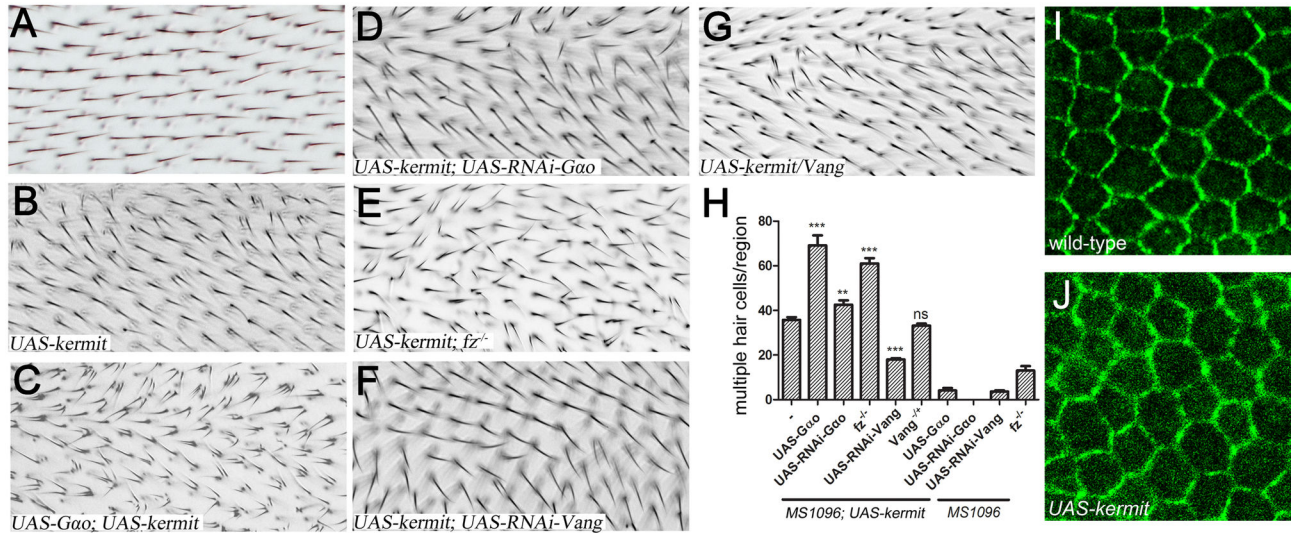 A
B
UAS-kermit
C
UAS-Gαo; UAS-kermit
D
UAS-kermit; UAS-RNAi-Gαo
E
UAS-kermit; fz-/-
F
UAS-kermit; UAS-RNAi-Vang
G
UAS-kermit/Vang
H
multiple hair cells/region
80
60
40
20
0
***
**
***
***
ns
-
UAS-Gαo
UAS-RNAi-Gαo
fz-/-
UAS-RNAi-Vang
Vang-/+
UAS-Gαo
UAS-RNAi-Gαo
UAS-RNAi-Vang
fz-/-
MS1096; UAS-kermit
MS1096
I
wild-type
J
UAS-kermit